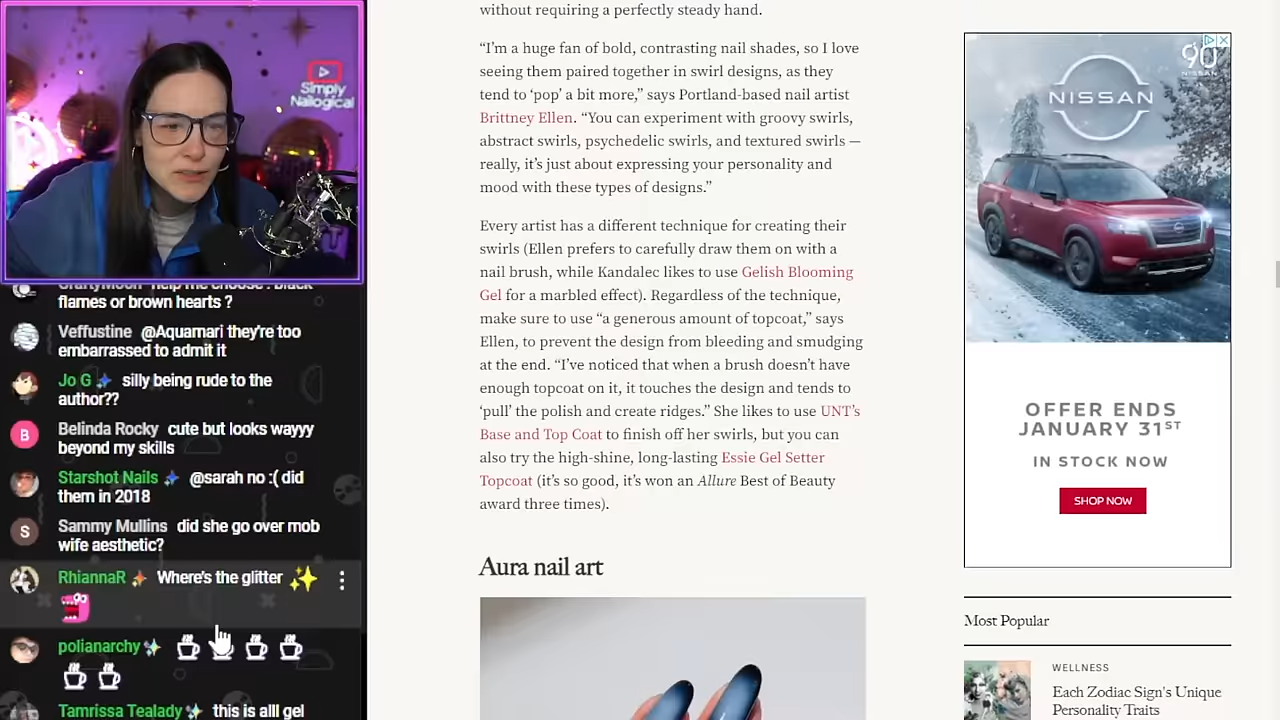 Simply
Nailogical
flames or brown hearts ?
Veffustine @Aquamari they're too
embarrassed to admit it
Jo G silly being rude to the
author??
B
Belinda Rocky cute but looks wayyy
beyond my skills
Starshot Nails @sarah no :( did
them in 2018
S
Sammy Mullins did she go over mob
wife aesthetic?
RhiannaR Where's the glitter
polianarchy
Tamrissa Tealady this is alll gel
without requiring a perfectly steady hand.
“I’m a huge fan of bold, contrasting nail shades, so I love
seeing them paired together in swirl designs, as they
tend to ‘pop’ a bit more,” says Portland-based nail artist
Brittney Ellen. “You can experiment with groovy swirls,
abstract swirls, psychedelic swirls, and textured swirls —
really, it’s just about expressing your personality and
mood with these types of designs.”
Every artist has a different technique for creating their
swirls (Ellen prefers to carefully draw them on with a
nail brush, while Kandalec likes to use Gelish Blooming
Gel for a marbled effect). Regardless of the technique,
make sure to use “a generous amount of topcoat,” says
Ellen, to prevent the design from bleeding and smudging
at the end. “I’ve noticed that when a brush doesn’t have
enough topcoat on it, it touches the design and tends to
‘pull’ the polish and create ridges.” She likes to use UNT’s
Base and Top Coat to finish off her swirls, but you can
also try the high-shine, long-lasting Essie Gel Setter
Topcoat (it’s so good, it’s won an Allure Best of Beauty
award three times).
Aura nail art
90
NISSAN
NISSAN
OFFER ENDS
JANUARY 31ST
IN STOCK NOW
SHOP NOW
Most Popular
WELLNESS
Each Zodiac Sign’s Unique
Personality Traits